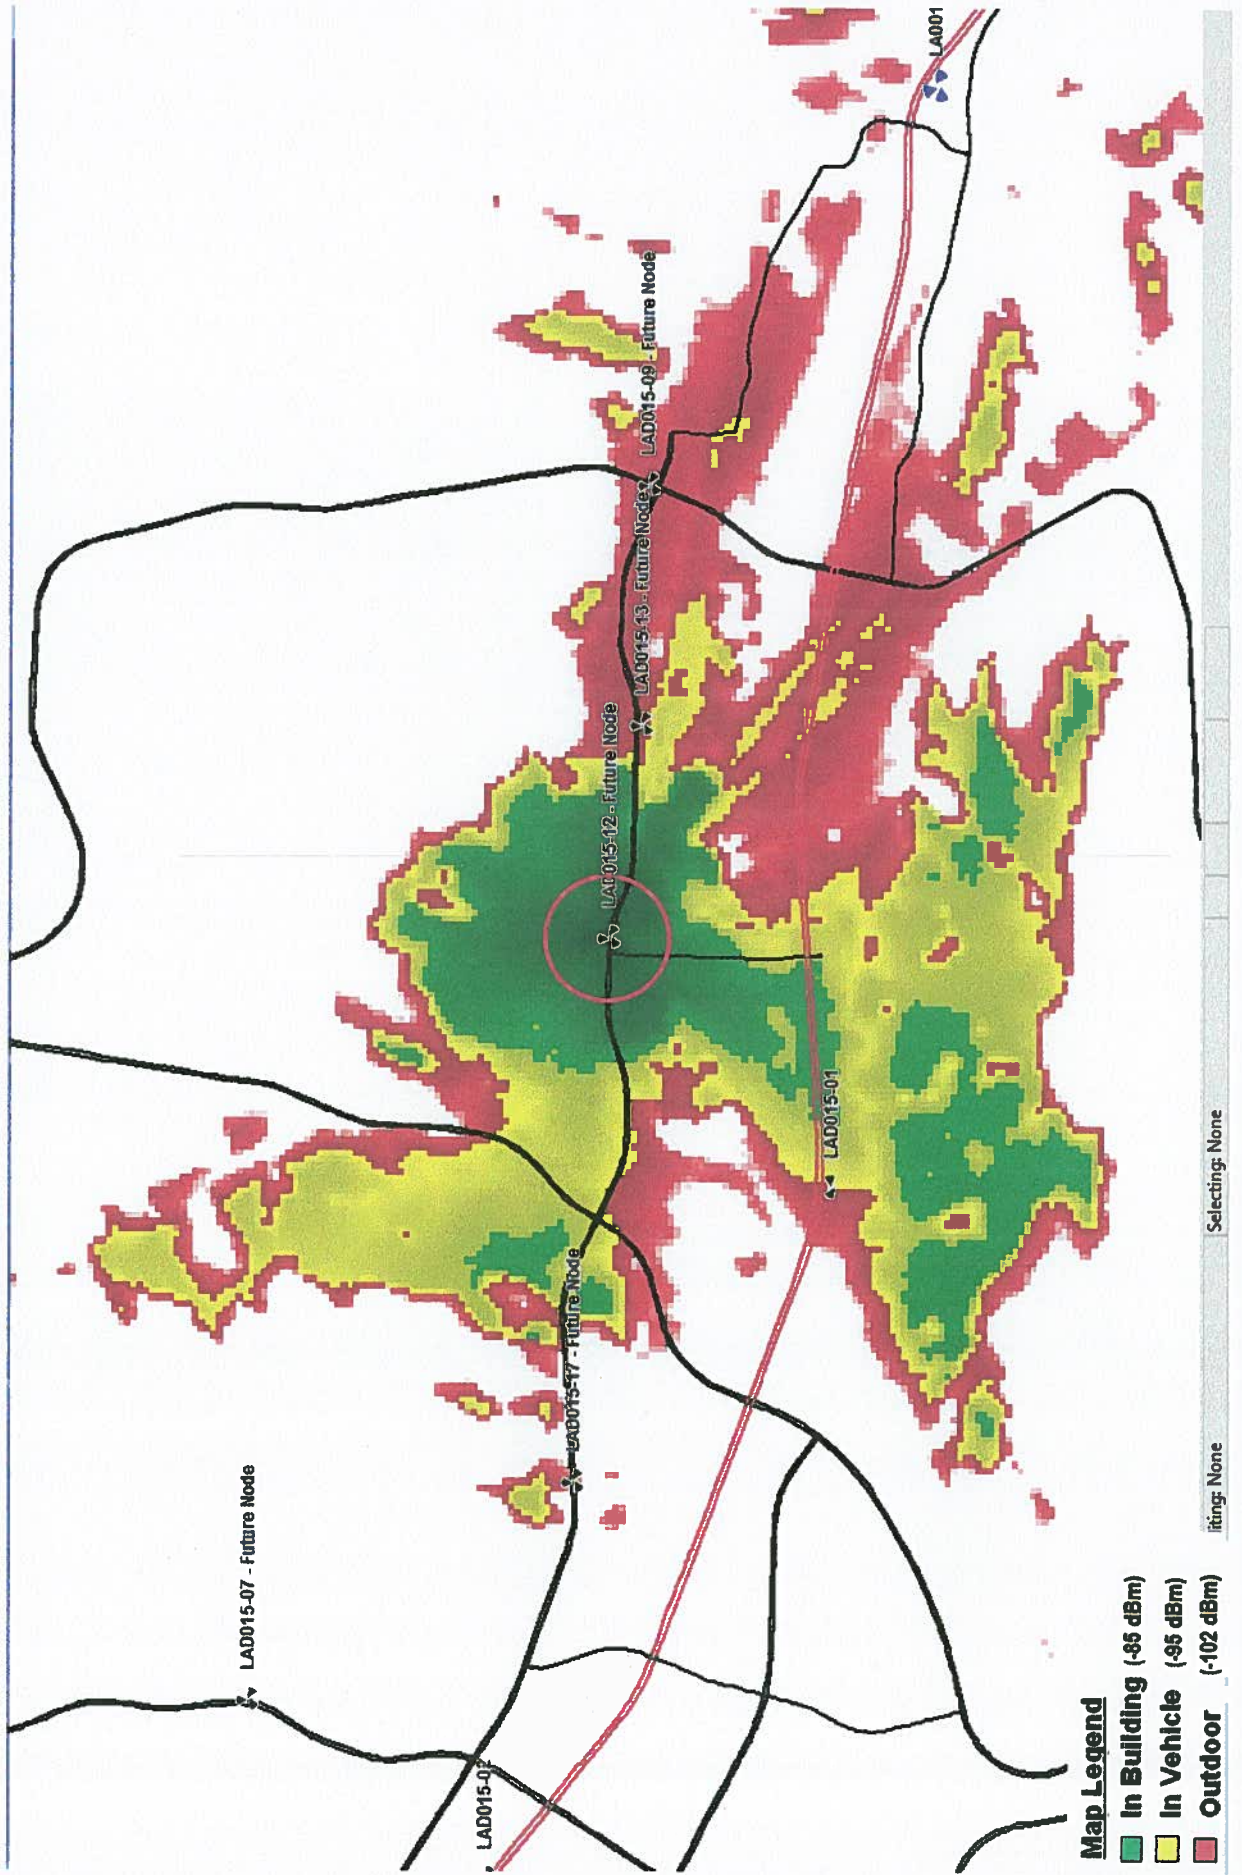 LA001
LAD015-09 - Future Node
LAD015-13 - Future Node
LAD015-12 - Future Node
LAD015-01
LAD015-17 - Future Node
LAD015-07 - Future Node
LAD015-02
Map Legend
In Building (-85 dBm)
In Vehicle (-95 dBm)
Outdoor (-102 dBm)
iting: None
Selecting: None